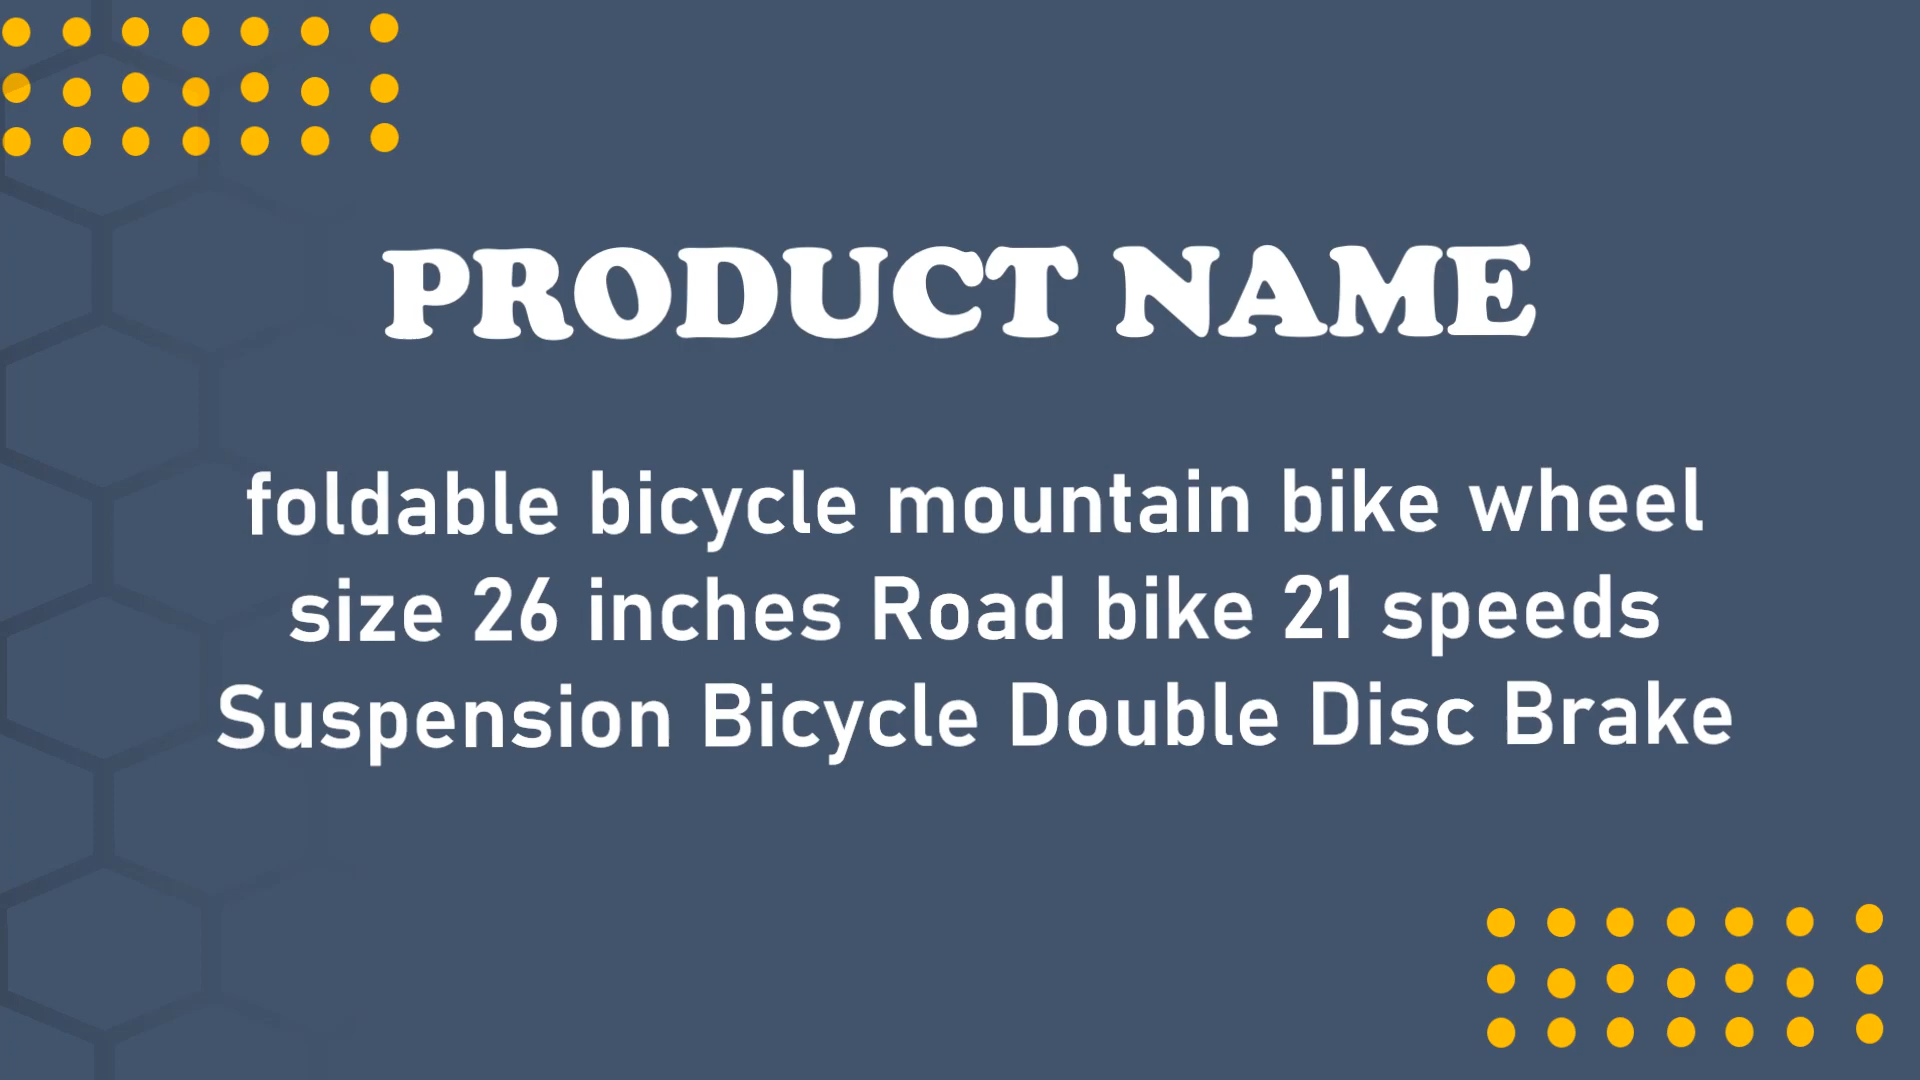 PRODUCT NAME
foldable bicycle mountain bike wheel
size 26 inches Road bike 21 speeds
Suspension Bicycle Double Disc Brake